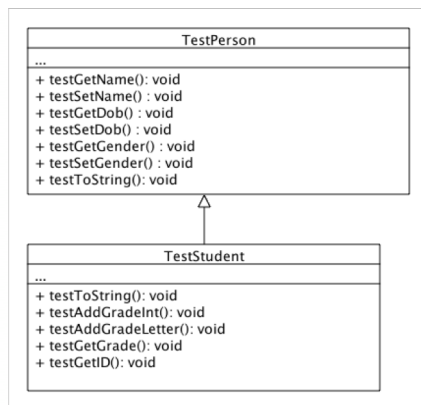 TestPerson
...
+ testGetName(): void
+ testSetName() : void
+ testGetDob() : void
+ testSetDob() : void
+ testGetGender() : void
+ testSetGender() : void
+ testToString(): void
TestStudent
...
+ testToString(): void
+ testAddGradeInt(): void
+ testAddGradeLetter(): void
+ testGetGrade(): void
+ testGetID(): void